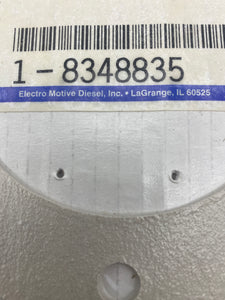 1-8348835
Electro Motive Diesel, Inc. • LaGrange, IL 60525